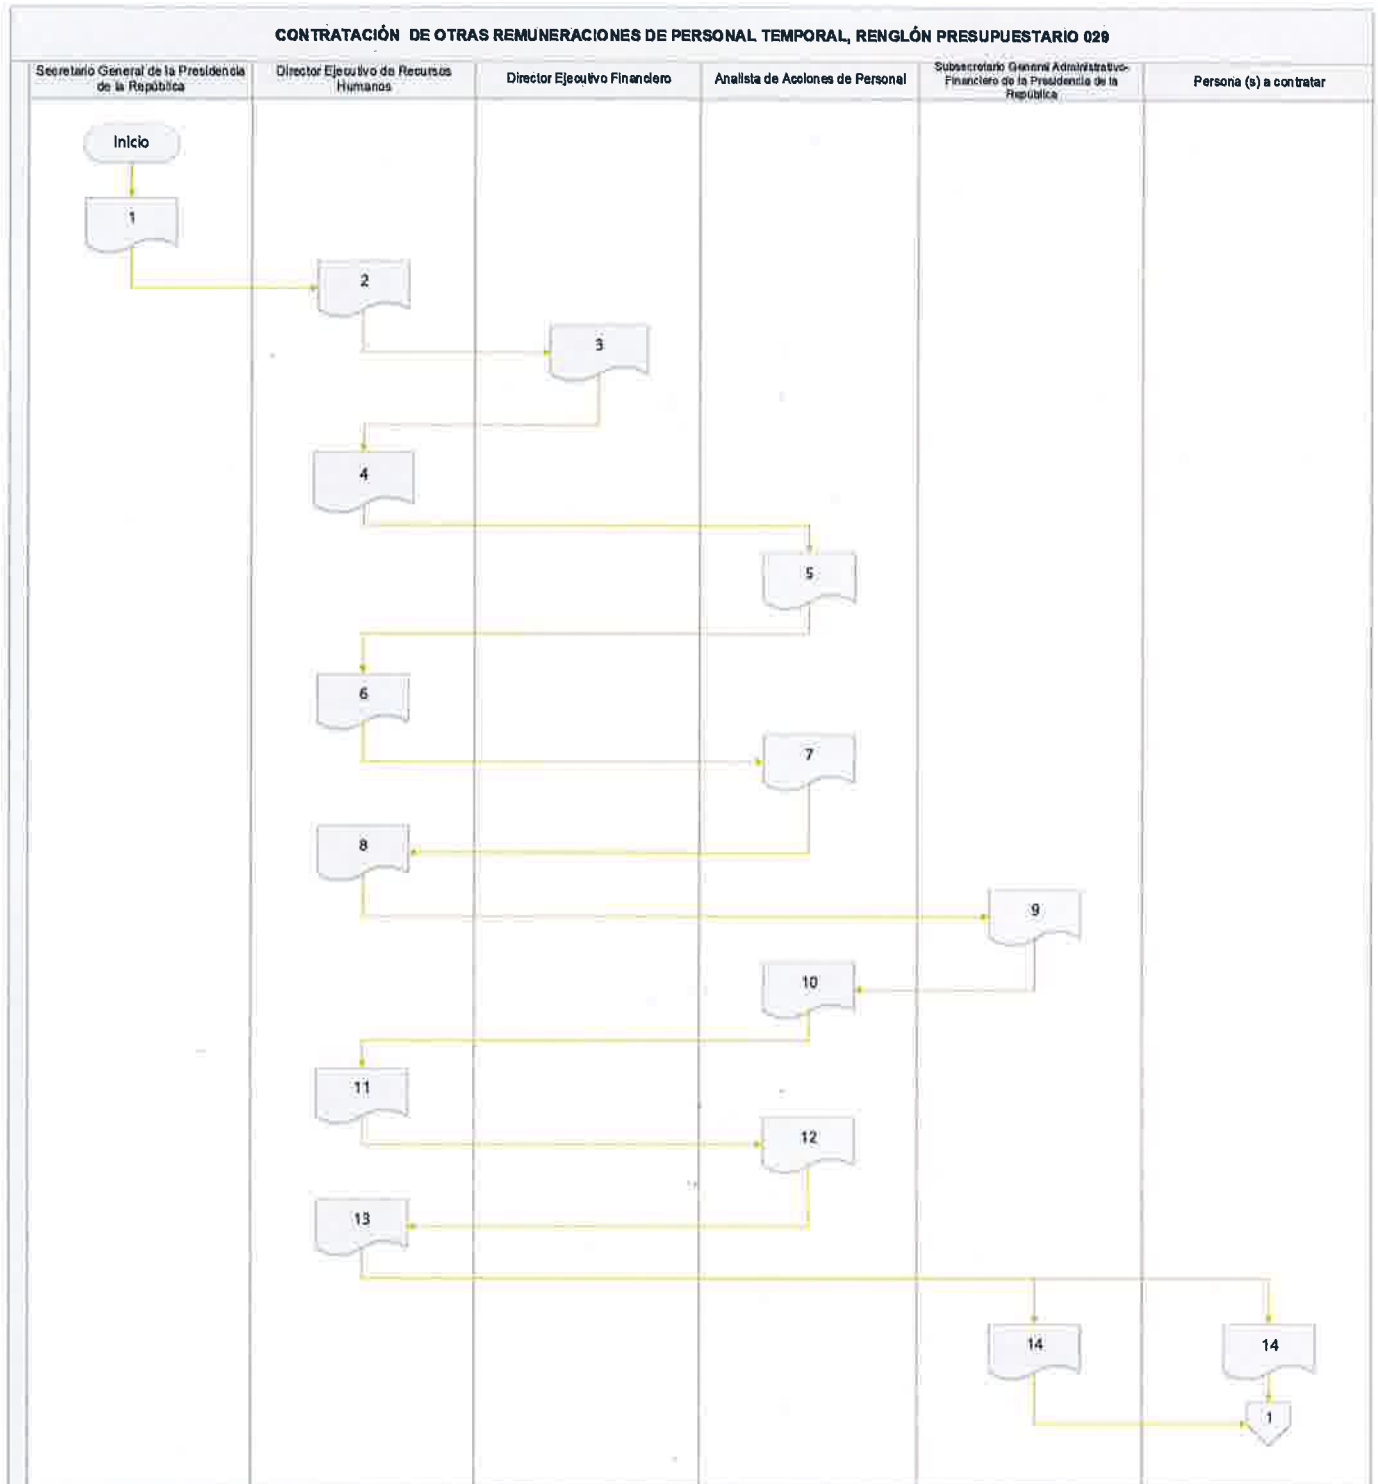 CONTRATACIÓN DE OTRAS REMUNERACIONES DE PERSONAL TEMPORAL, RENGLÓN PRESUPUESTARIO 029
Secretario General de la Presidencia
de la República
Director Ejecutivo de Recursos
Humanos
Director Ejecutivo Financiero
Analista de Acciones de Personal
Subsecretario General Administrativo-
Financiero de la Presidencia de la
República
Persona (s) a contratar
Inicio
1
2
3
4
5
6
7
8
9
10
11
12
13
14
14
1